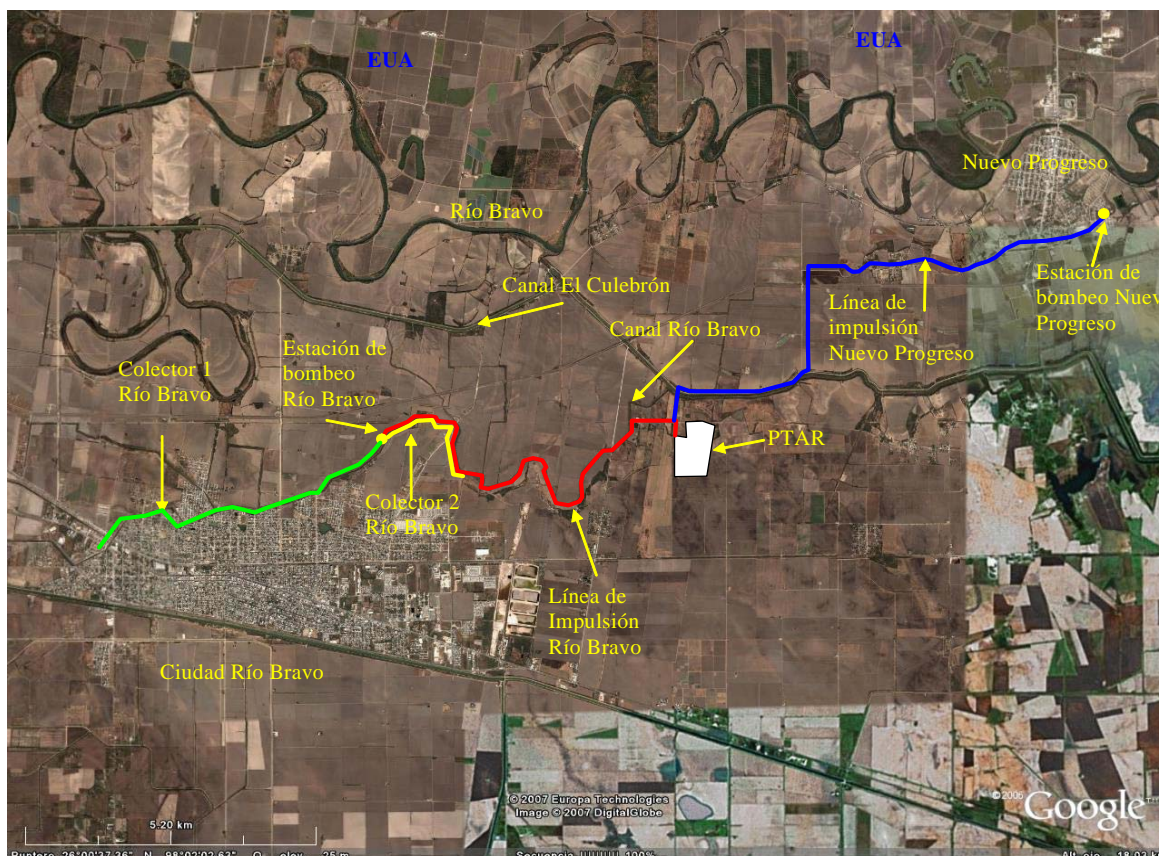 EUA
EUA
Nuevo Progreso
Río Bravo
Canal El Culebrón
Estación de
bombeo Nuev
Progreso
Línea de
impulsión
Nuevo Progreso
Canal Río Bravo
Estación de
bombeo
Río Bravo
Colector 1
Río Bravo
PTAR
Colector 2
Río Bravo
Línea de
Impulsión
Río Bravo
Ciudad Río Bravo
© 2007 Europa Technologies
Image © 2007 DigitalGlobe
©2006 Google™
5.20 km